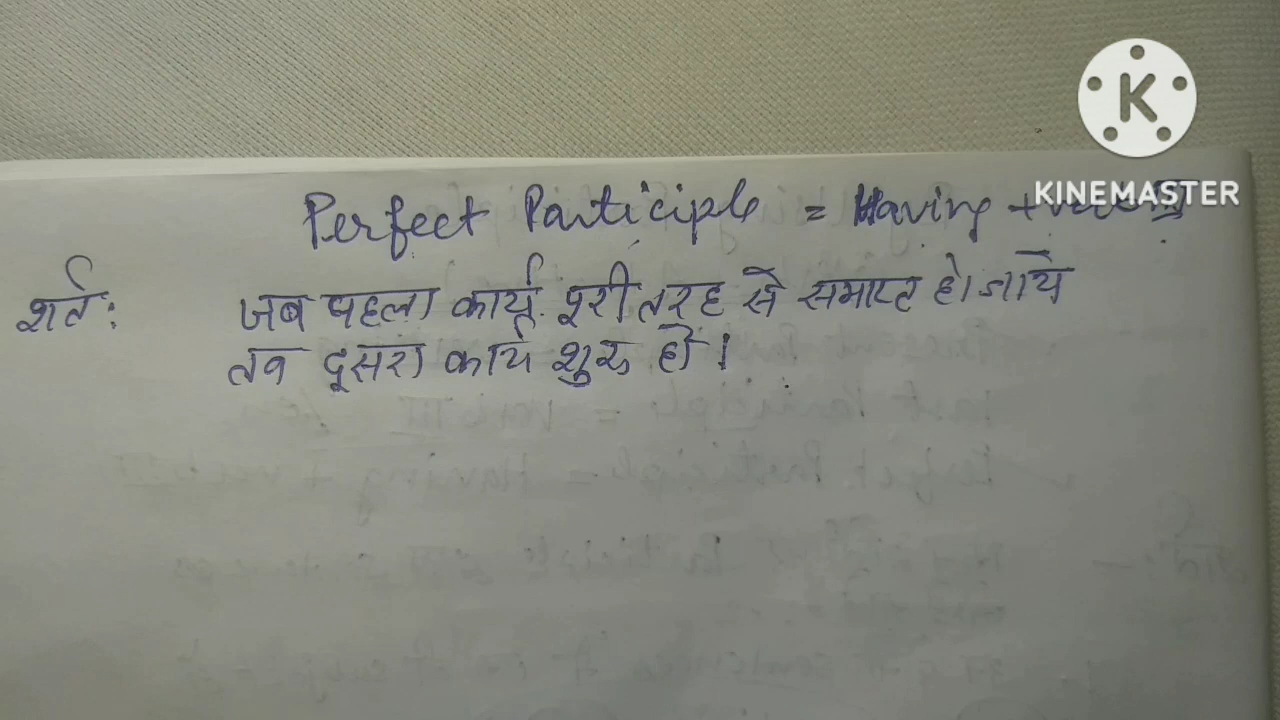 K
KINEMASTER
Perfect Participle = Having +
शर्त: जब पहला कार्य पूरी तरह से समाप्त हो जाये
तब दूसरा कार्य शुरू हो।